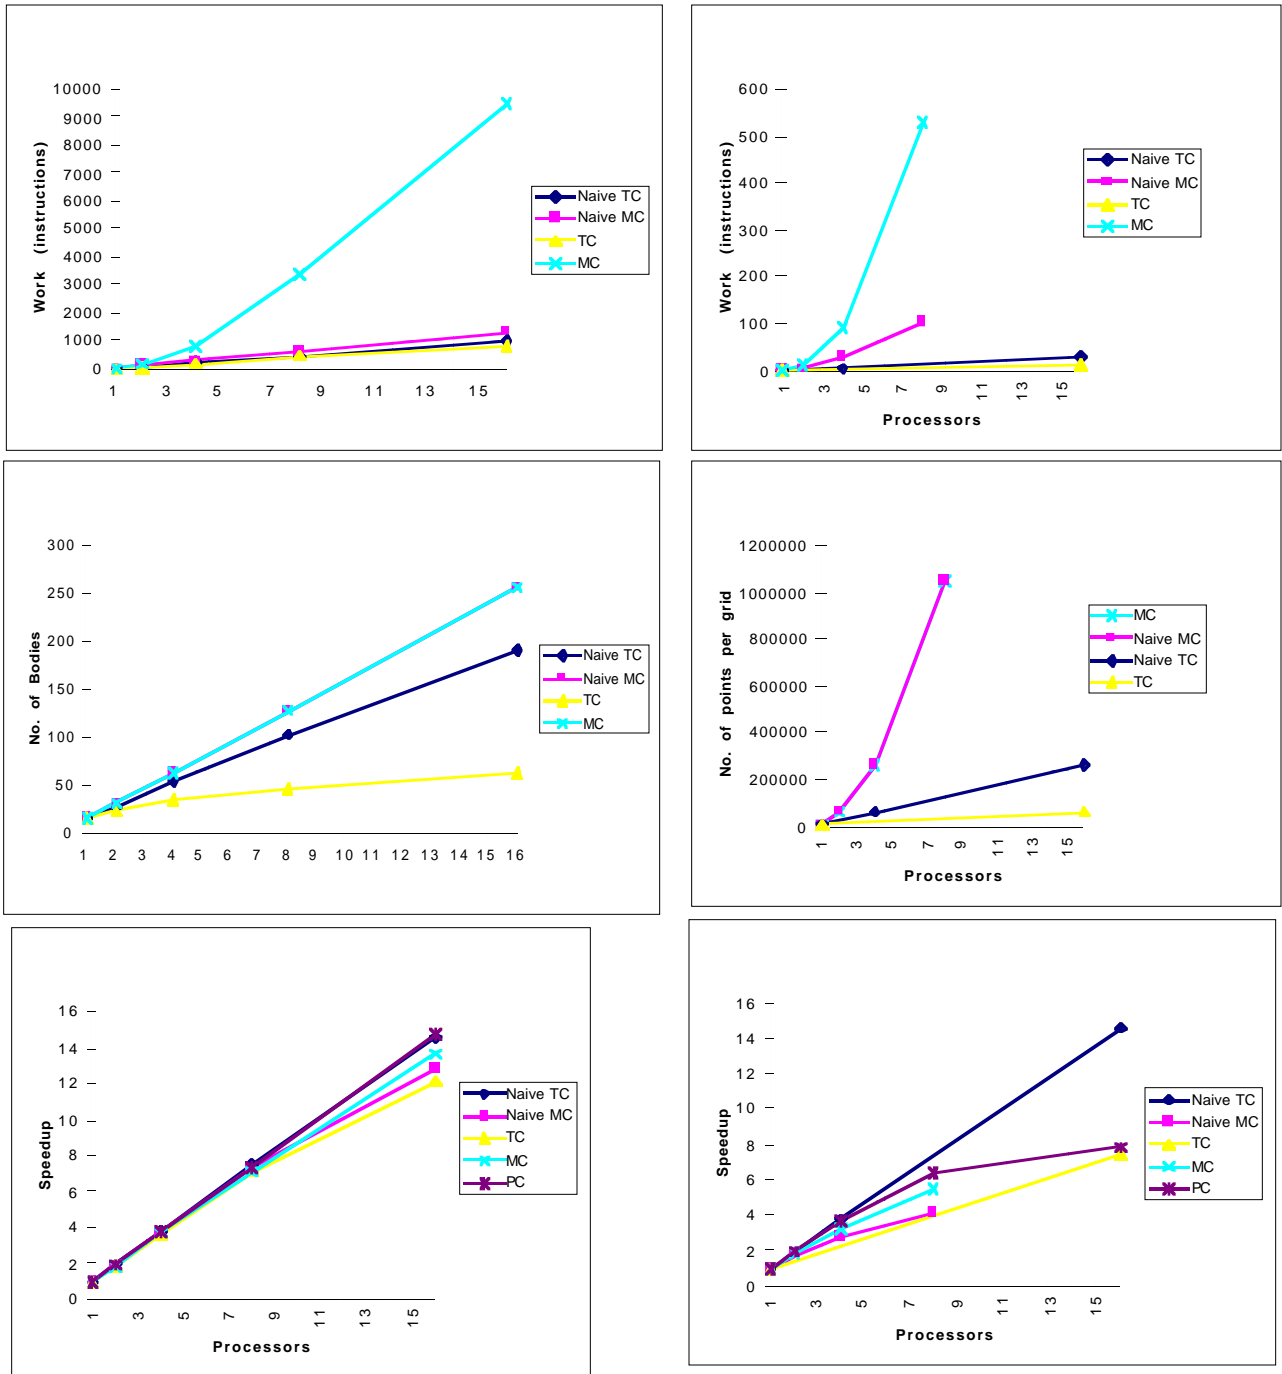 10000
9000
8000
7000
6000
5000
4000
3000
2000
1000
0
Work (instructions)
1 3 5 7 9 11 13 15
Naive TC
Naive MC
TC
MC
600
500
400
300
200
100
0
Work (instructions)
1 3 5 7 9 11 13 15
Processors
Naive TC
Naive MC
TC
MC
300
250
200
150
100
50
0
No. of Bodies
1 2 3 4 5 6 7 8 9 10 11 12 13 14 15 16
Naive TC
Naive MC
TC
MC
1200000
1000000
800000
600000
400000
200000
0
No. of points per grid
1 3 5 7 9 11 13 15
Processors
MC
Naive MC
Naive TC
TC
16
14
12
10
8
6
4
2
0
Speedup
1 3 5 7 9 11 13 15
Processors
Naive TC
Naive MC
TC
MC
PC
16
14
12
10
8
6
4
2
0
Speedup
1 3 5 7 9 11 13 15
Processors
Naive TC
Naive MC
TC
MC
PC